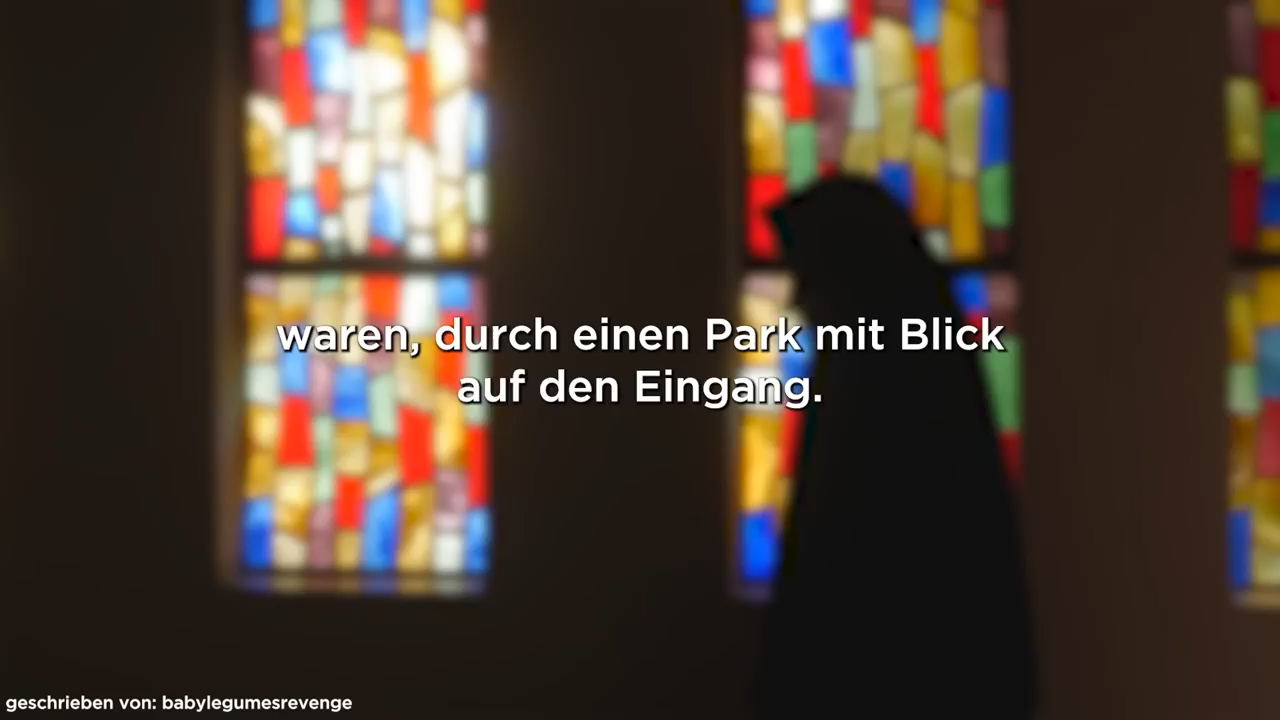 waren, durch einen Park mit Blick
auf den Eingang.
geschrieben von: babylegumesrevenge